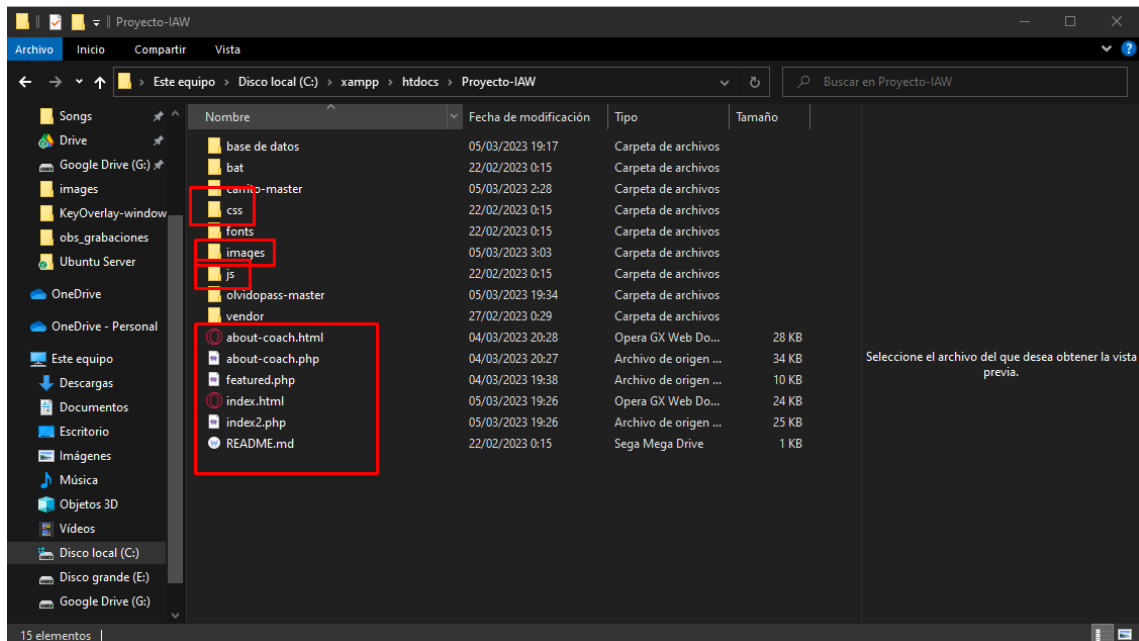 Proyecto-IAW
Archivo Inicio Compartir Vista
Este equipo > Disco local (C:) > xampp > htdocs > Proyecto-IAW
Buscar en Proyecto-IAW
Songs
Drive
Google Drive (G:)
images
KeyOverlay-window
obs_grabaciones
Ubuntu Server
OneDrive
OneDrive - Personal
Este equipo
Descargas
Documentos
Escritorio
Imágenes
Música
Objetos 3D
Vídeos
Disco local (C:)
Disco grande (E:)
Google Drive (G:)
Nombre Fecha de modificación Tipo Tamaño
base de datos 05/03/2023 19:17 Carpeta de archivos
bat 22/02/2023 0:15 Carpeta de archivos
carrito-master 05/03/2023 2:28 Carpeta de archivos
css 22/02/2023 0:15 Carpeta de archivos
fonts 22/02/2023 0:15 Carpeta de archivos
images 05/03/2023 3:03 Carpeta de archivos
js 22/02/2023 0:15 Carpeta de archivos
olvidopass-master 05/03/2023 19:34 Carpeta de archivos
vendor 27/02/2023 0:29 Carpeta de archivos
about-coach.html 04/03/2023 20:28 Opera GX Web Do... 28 KB
about-coach.php 04/03/2023 20:27 Archivo de origen ... 34 KB
featured.php 04/03/2023 19:38 Archivo de origen ... 10 KB
index.html 05/03/2023 19:26 Opera GX Web Do... 24 KB
index2.php 05/03/2023 19:26 Archivo de origen ... 25 KB
README.md 22/02/2023 0:15 Sega Mega Drive 1 KB
Seleccione el archivo del que desea obtener la vista
previa.
15 elementos